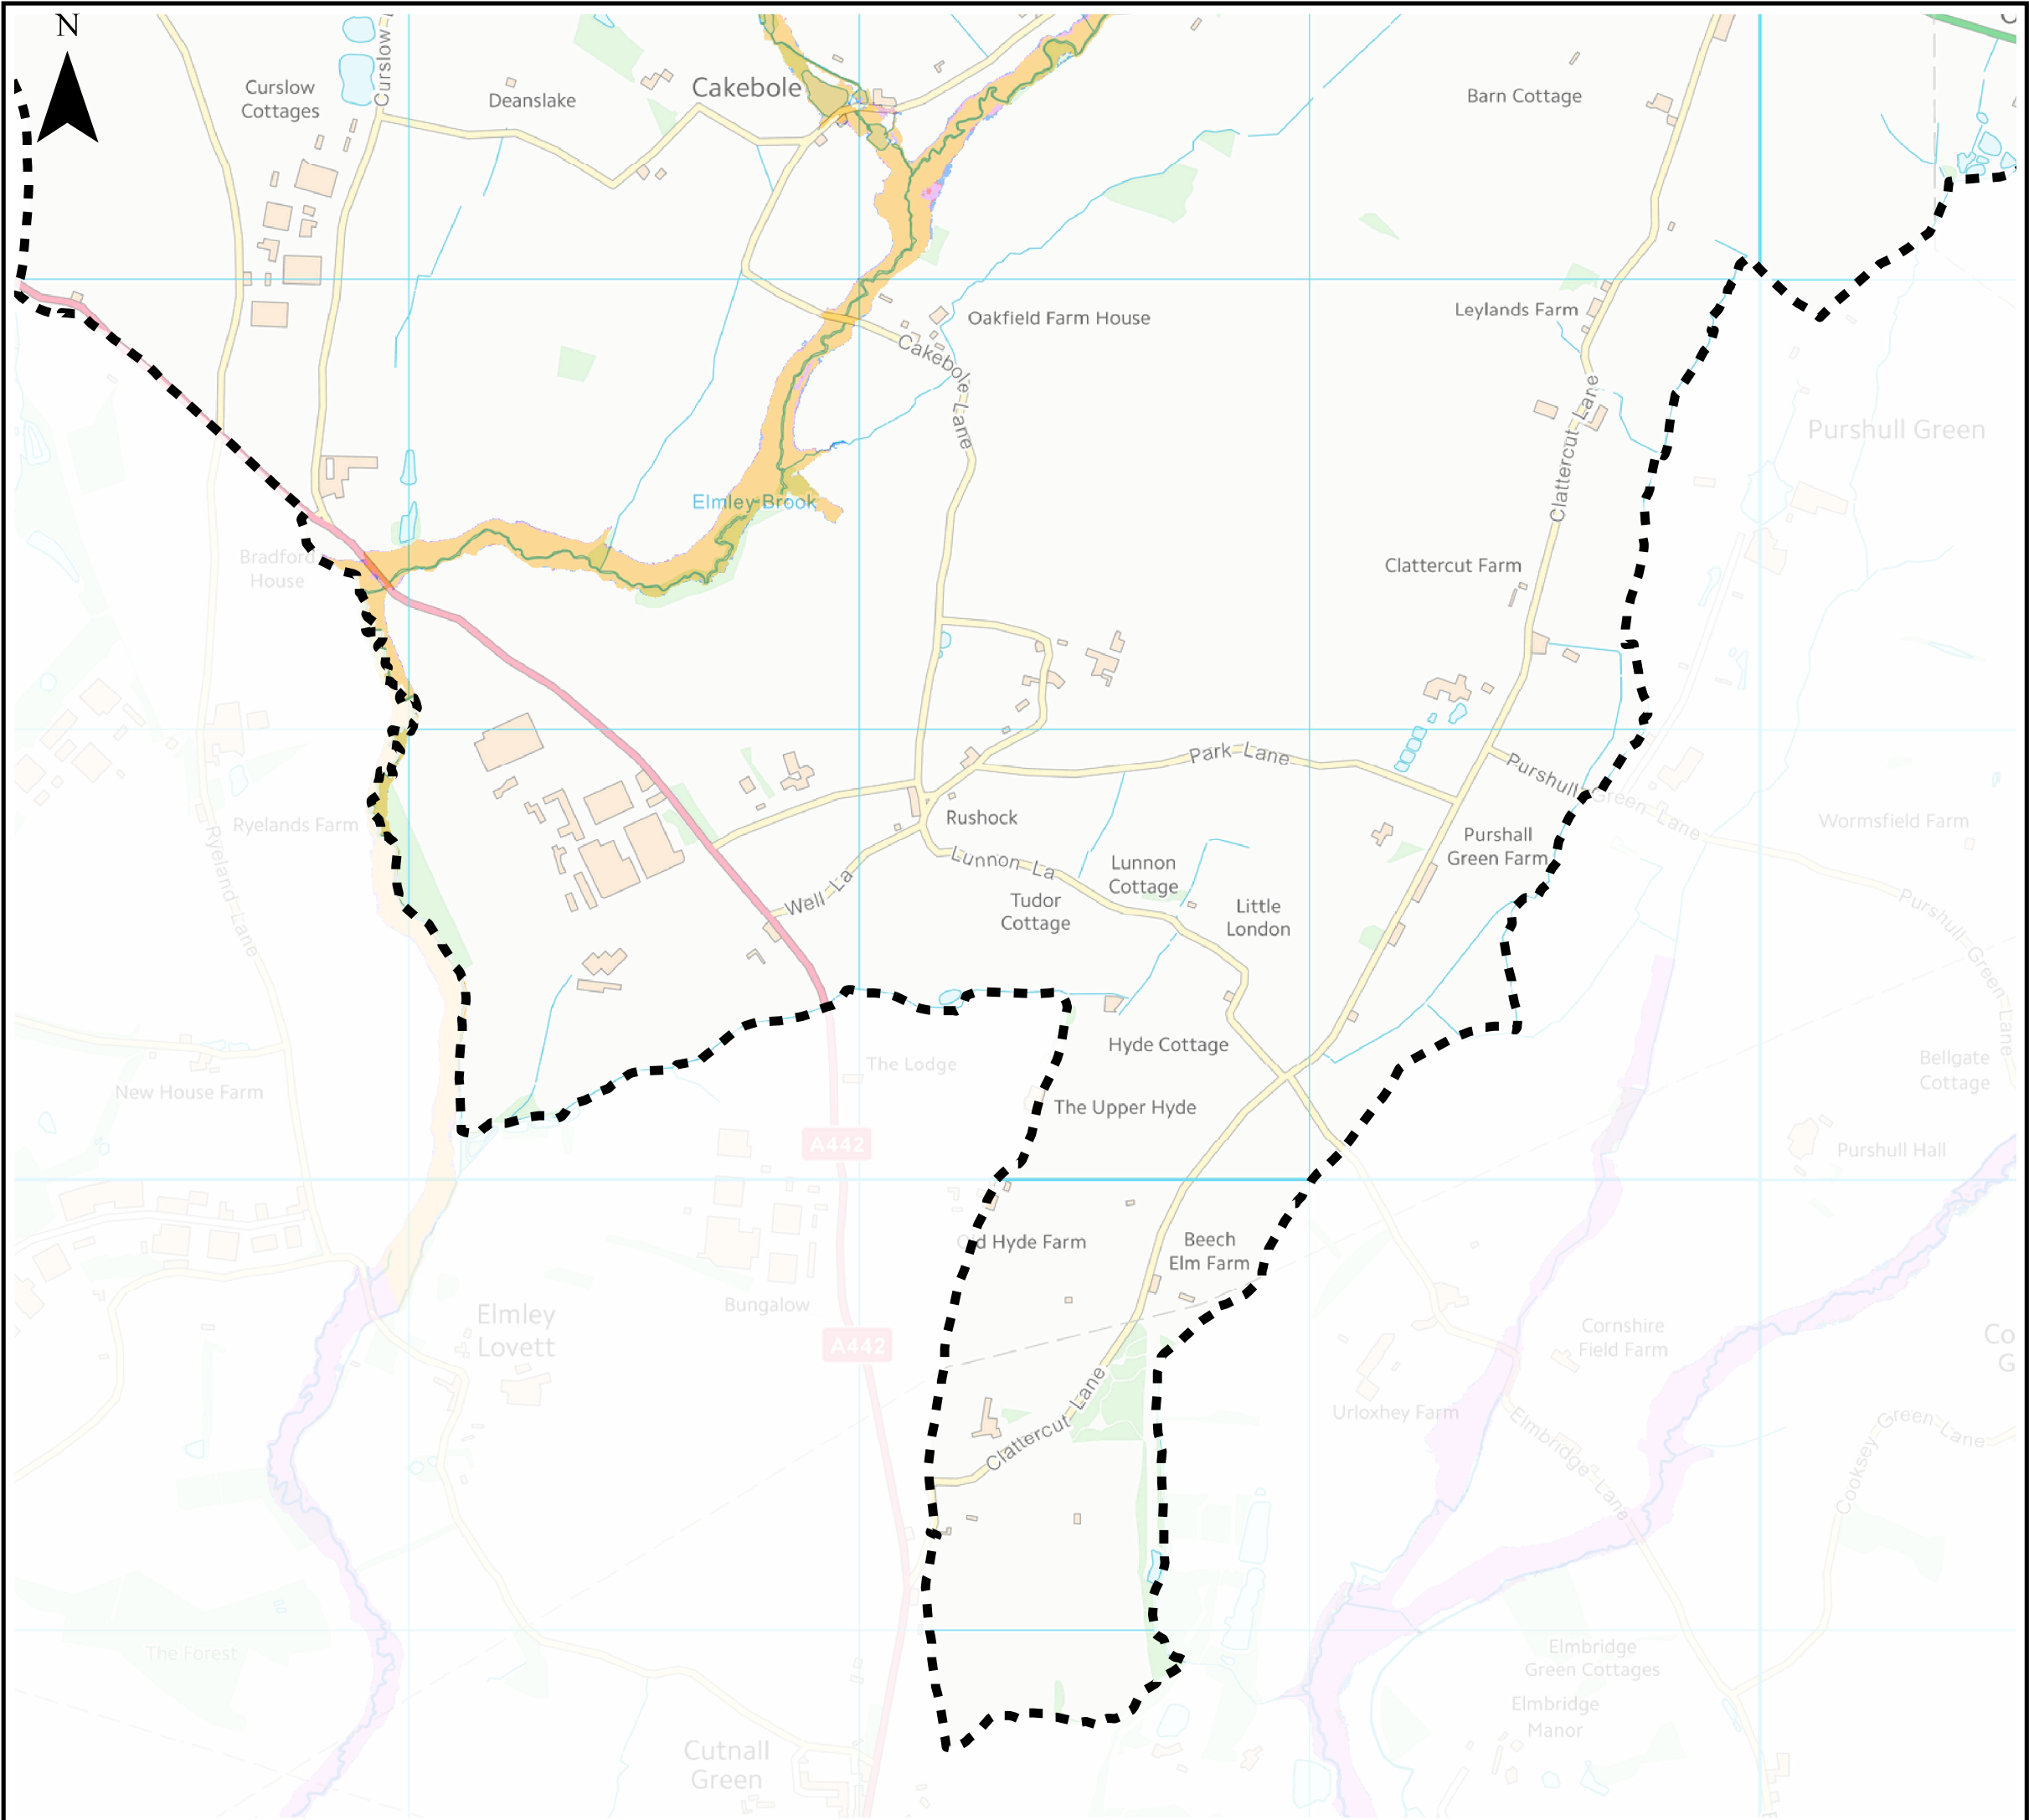 N
Curslow
Curslow
Cottages
Deanslake
Cakebole
Barn Cottage
Oakfield Farm House
Leylands Farm
Cakebole Lane
Clattercut Lane
Purshull Green
Elmley Brook
Bradford
House
Clattercut Farm
Park Lane
Purshull Green Lane
Rushock
Ryelands Farm
Ryeland Lane
Wormsfield Farm
Purshall
Green Farm
Lunnon La
Lunnon
Cottage
Well La
Tudor
Cottage
Little
London
Purshull Green Lane
Hyde Cottage
The Lodge
Bellgate
Cottage
New House Farm
The Upper Hyde
A442
Purshull Hall
Old Hyde Farm
Beech
Elm Farm
Bungalow
Elmley
Lovett
A442
Cornshire
Field Farm
Co
G
Clattercut Lane
Urloxhey Farm
Elmbridge Lane
Cooksey Green Lane
The Forest
Elmbridge
Green Cottages
Elmbridge
Manor
Cutnall
Green